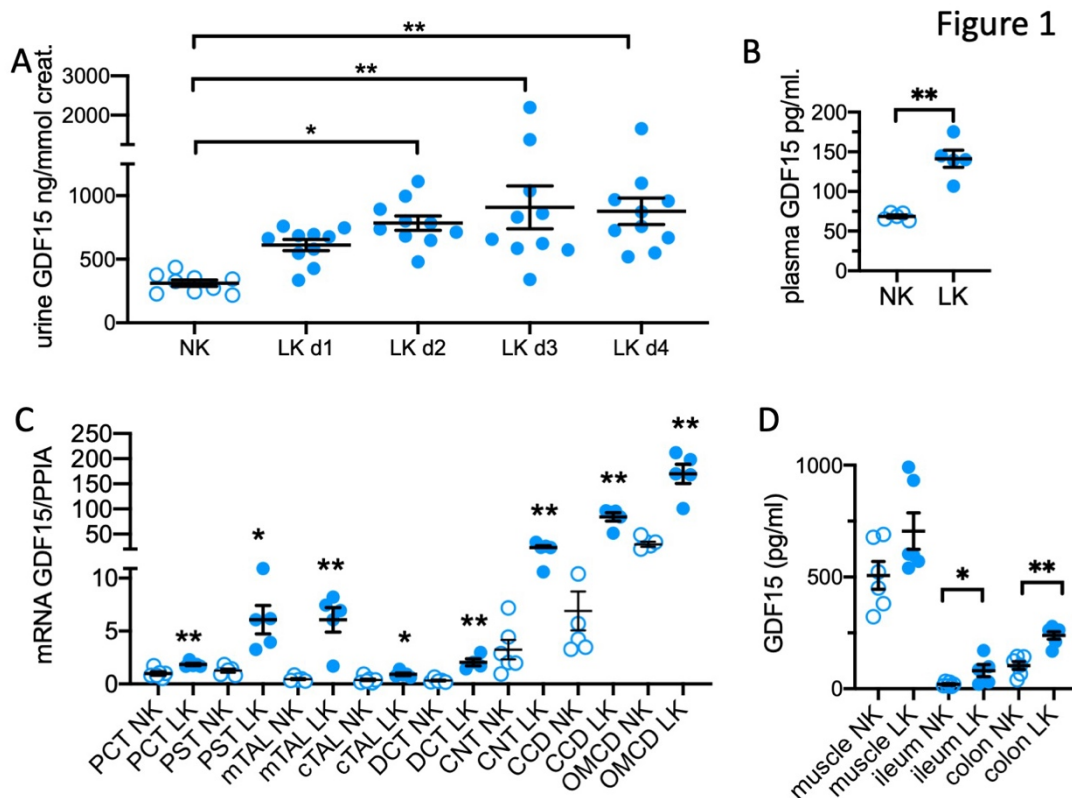 Figure 1
A
**
**
*
urine GDF15 ng/mmol creat.
3000
2000
1000
500
0
NK
LK d1
LK d2
LK d3
LK d4
B
**
plasma GDF15 pg/ml.
200
150
100
50
0
NK
LK
C
mRNA GDF15/PPIA
250
200
150
100
50
10
5
0
**
*
**
*
**
**
**
**
PCT NK
PCT LK
PST NK
PST LK
mTAL NK
mTAL LK
cTAL NK
cTAL LK
DCT NK
DCT LK
CNT NK
CNT LK
CCD NK
CCD LK
OMCD NK
OMCD LK
D
GDF15 (pg/ml)
1000
500
0
*
**
muscle NK
muscle LK
ileum NK
ileum LK
colon NK
colon LK